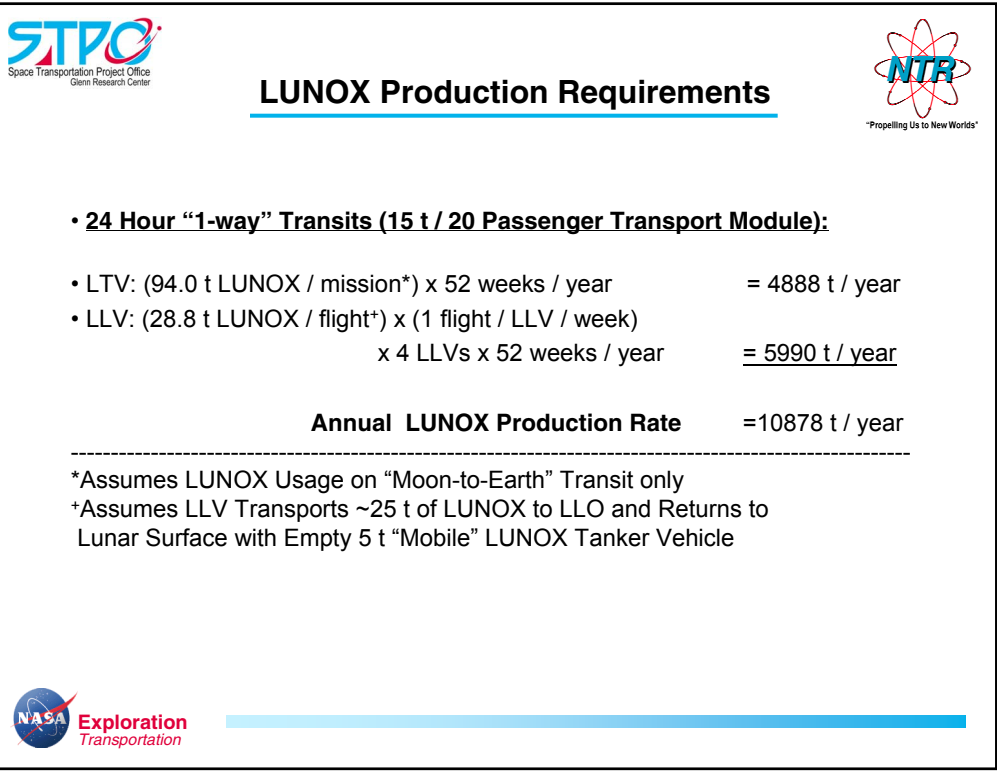 STPO
Space Transportation Project Office
Glenn Research Center
NTR
“Propelling Us to New Worlds”
LUNOX Production Requirements
• 24 Hour “1-way” Transits (15 t / 20 Passenger Transport Module):
• LTV: (94.0 t LUNOX / mission*) x 52 weeks / year = 4888 t / year
• LLV: (28.8 t LUNOX / flight⁺) x (1 flight / LLV / week)
x 4 LLVs x 52 weeks / year = 5990 t / year
Annual LUNOX Production Rate =10878 t / year
---------------------------------------------------------------------------------------------------------
*Assumes LUNOX Usage on “Moon-to-Earth” Transit only
⁺Assumes LLV Transports ~25 t of LUNOX to LLO and Returns to
Lunar Surface with Empty 5 t “Mobile” LUNOX Tanker Vehicle
NASA
Exploration
Transportation